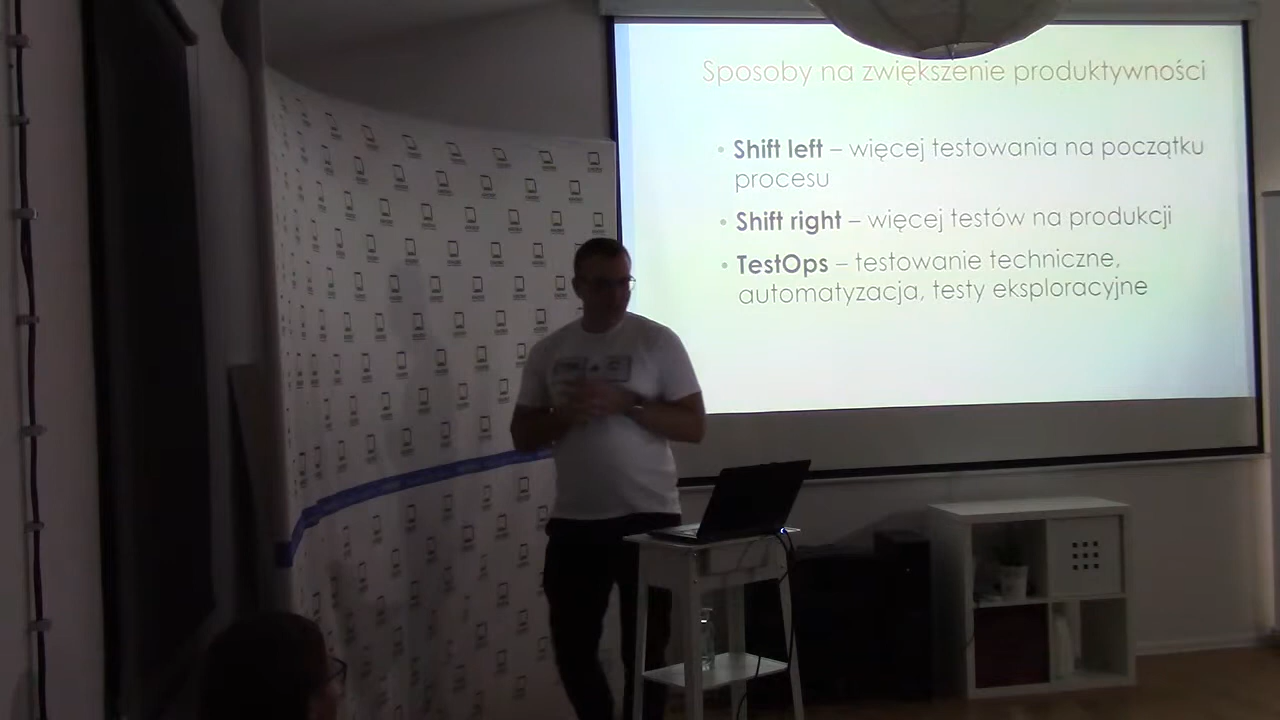 Sposoby na zwiększenie produktywności
• Shift left – więcej testowania na początku
procesu
• Shift right – więcej testów na produkcji
• TestOps – testowanie techniczne,
automatyzacja, testy eksploracyjne